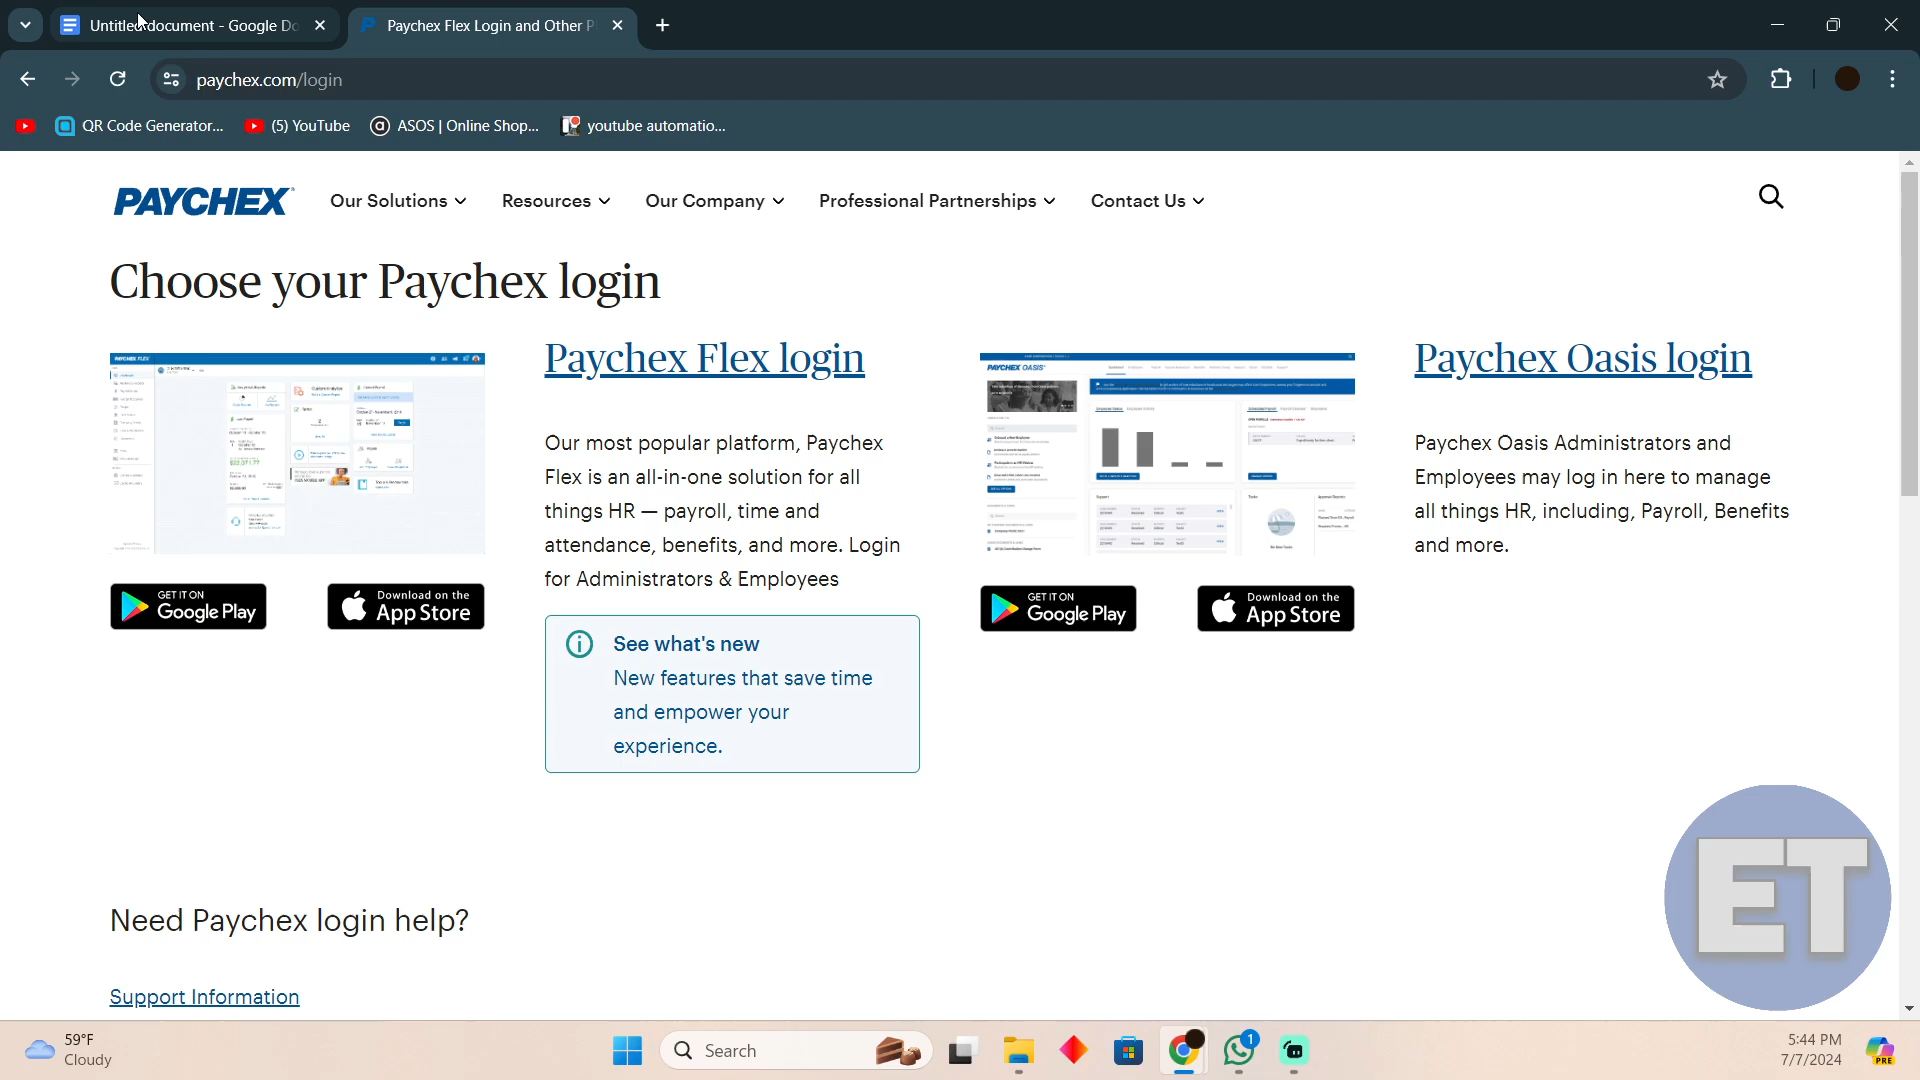 Untitled document - Google Do
Paychex Flex Login and Other P
paychex.com/login
QR Code Generator...
(5) YouTube
ASOS | Online Shop...
youtube automatio...
PAYCHEX
Our Solutions
Resources
Our Company
Professional Partnerships
Contact Us
Choose your Paychex login
PAYCHEX FLEX
Paychex Flex login
Our most popular platform, Paychex
Flex is an all-in-one solution for all
things HR — payroll, time and
attendance, benefits, and more. Login
for Administrators & Employees
GET IT ON
Google Play
Download on the
App Store
See what's new
New features that save time
and empower your
experience.
PAYCHEX OASIS
Paychex Oasis login
Paychex Oasis Administrators and
Employees may log in here to manage
all things HR, including, Payroll, Benefits
and more.
GET IT ON
Google Play
Download on the
App Store
Need Paychex login help?
Support Information
ET
59°F
Cloudy
Search
1
5:44 PM
7/7/2024
PRE